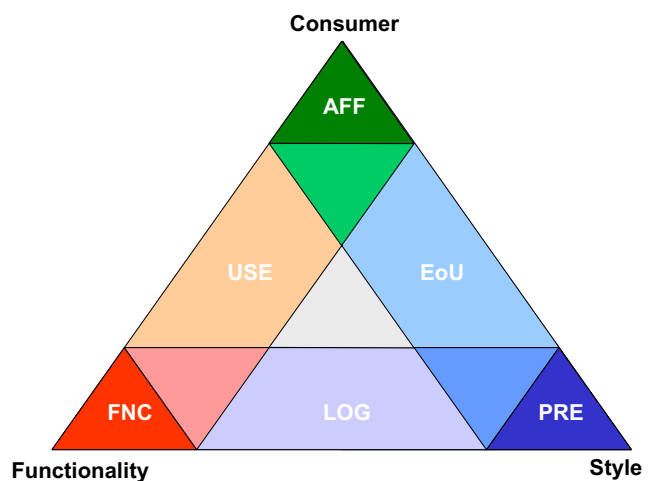 Consumer
AFF
USE
EoU
FNC
LOG
PRE
Functionality
Style